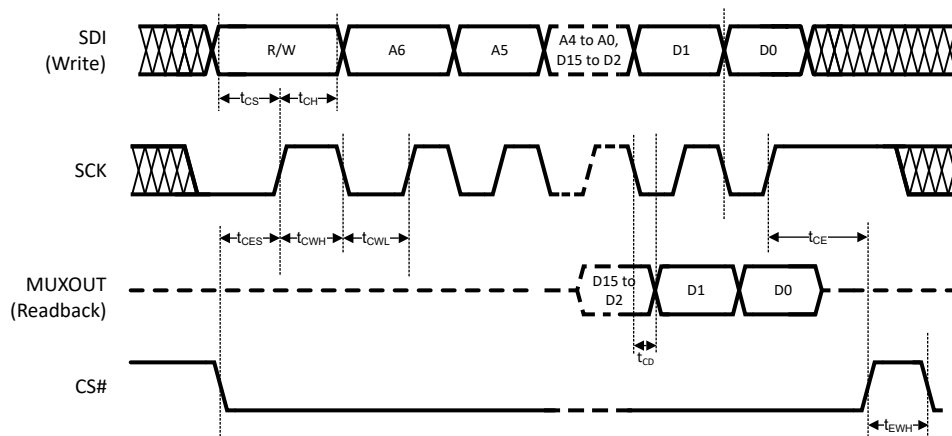 SDI
(Write)
R/W
A6
A5
A4 to A0,
D15 to D2
D1
D0
tCS
tCH
SCK
tCES
tCWH
tCWL
tCE
MUXOUT
(Readback)
D15 to
D2
D1
D0
tCD
CS#
tEWH